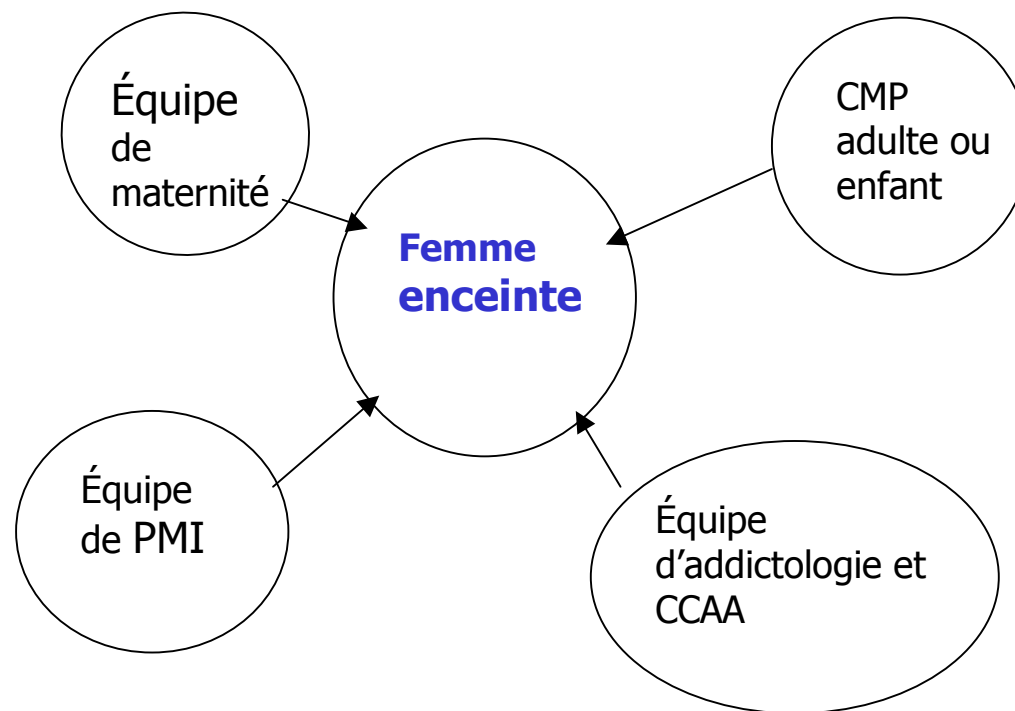 Équipe
de
maternité
CMP
adulte ou
enfant
Femme
enceinte
Équipe
de PMI
Équipe
d’addictologie et
CCAA